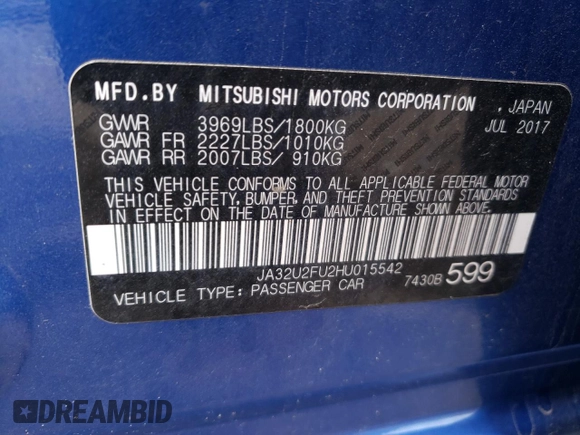 MFD.BY MITSUBISHI MOTORS CORPORATION , JAPAN
GVWR 3969LBS/1800KG JUL 2017
GAWR FR 2227LBS/1010KG
GAWR RR 2007LBS/ 910KG
THIS VEHICLE CONFORMS TO ALL APPLICABLE FEDERAL MOTOR
VEHICLE SAFETY, BUMPER, AND THEFT PREVENTION STANDARDS
IN EFFECT ON THE DATE OF MANUFACTURE SHOWN ABOVE.
JA32U2FU2HU015542
VEHICLE TYPE: PASSENGER CAR 7430B 599
DREAMBID